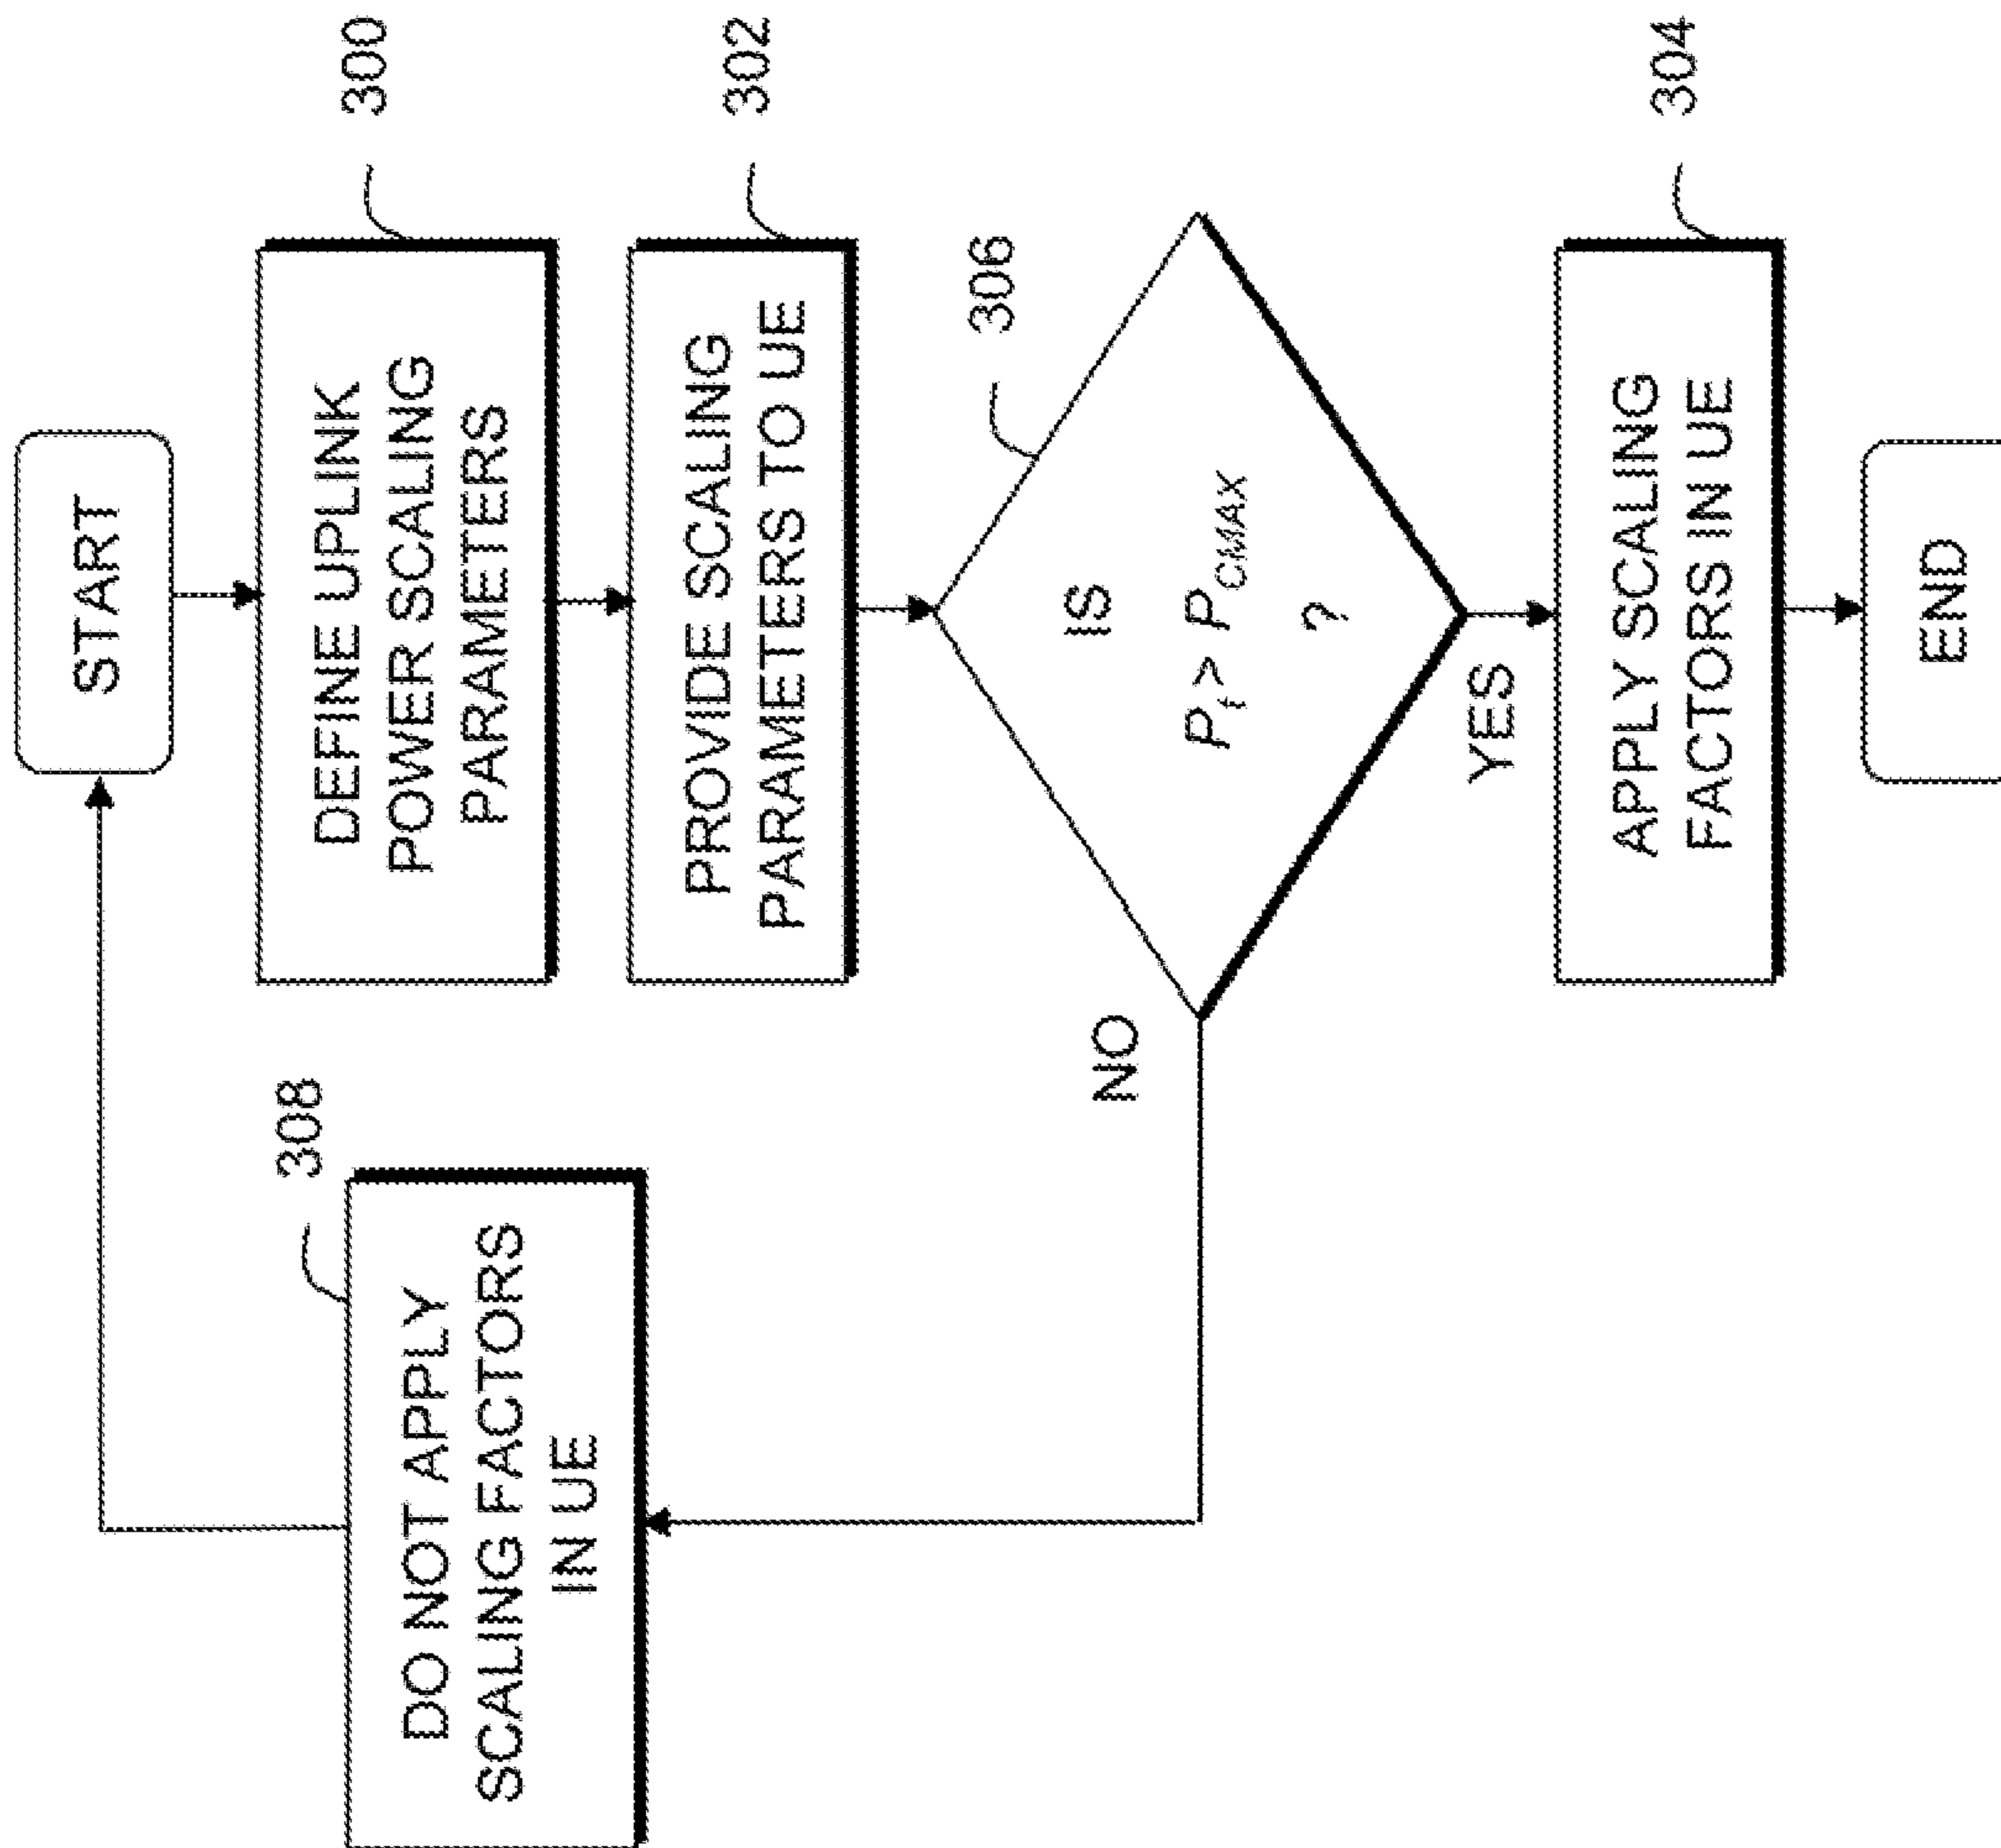 START
DEFINE UPLINK
POWER SCALING
PARAMETERS
300
PROVIDE SCALING
PARAMETERS TO UE
302
306
IS
P_f > P_CMAX
?
NO
YES
308
DO NOT APPLY
SCALING FACTORS
IN UE
APPLY SCALING
FACTORS IN UE
304
END